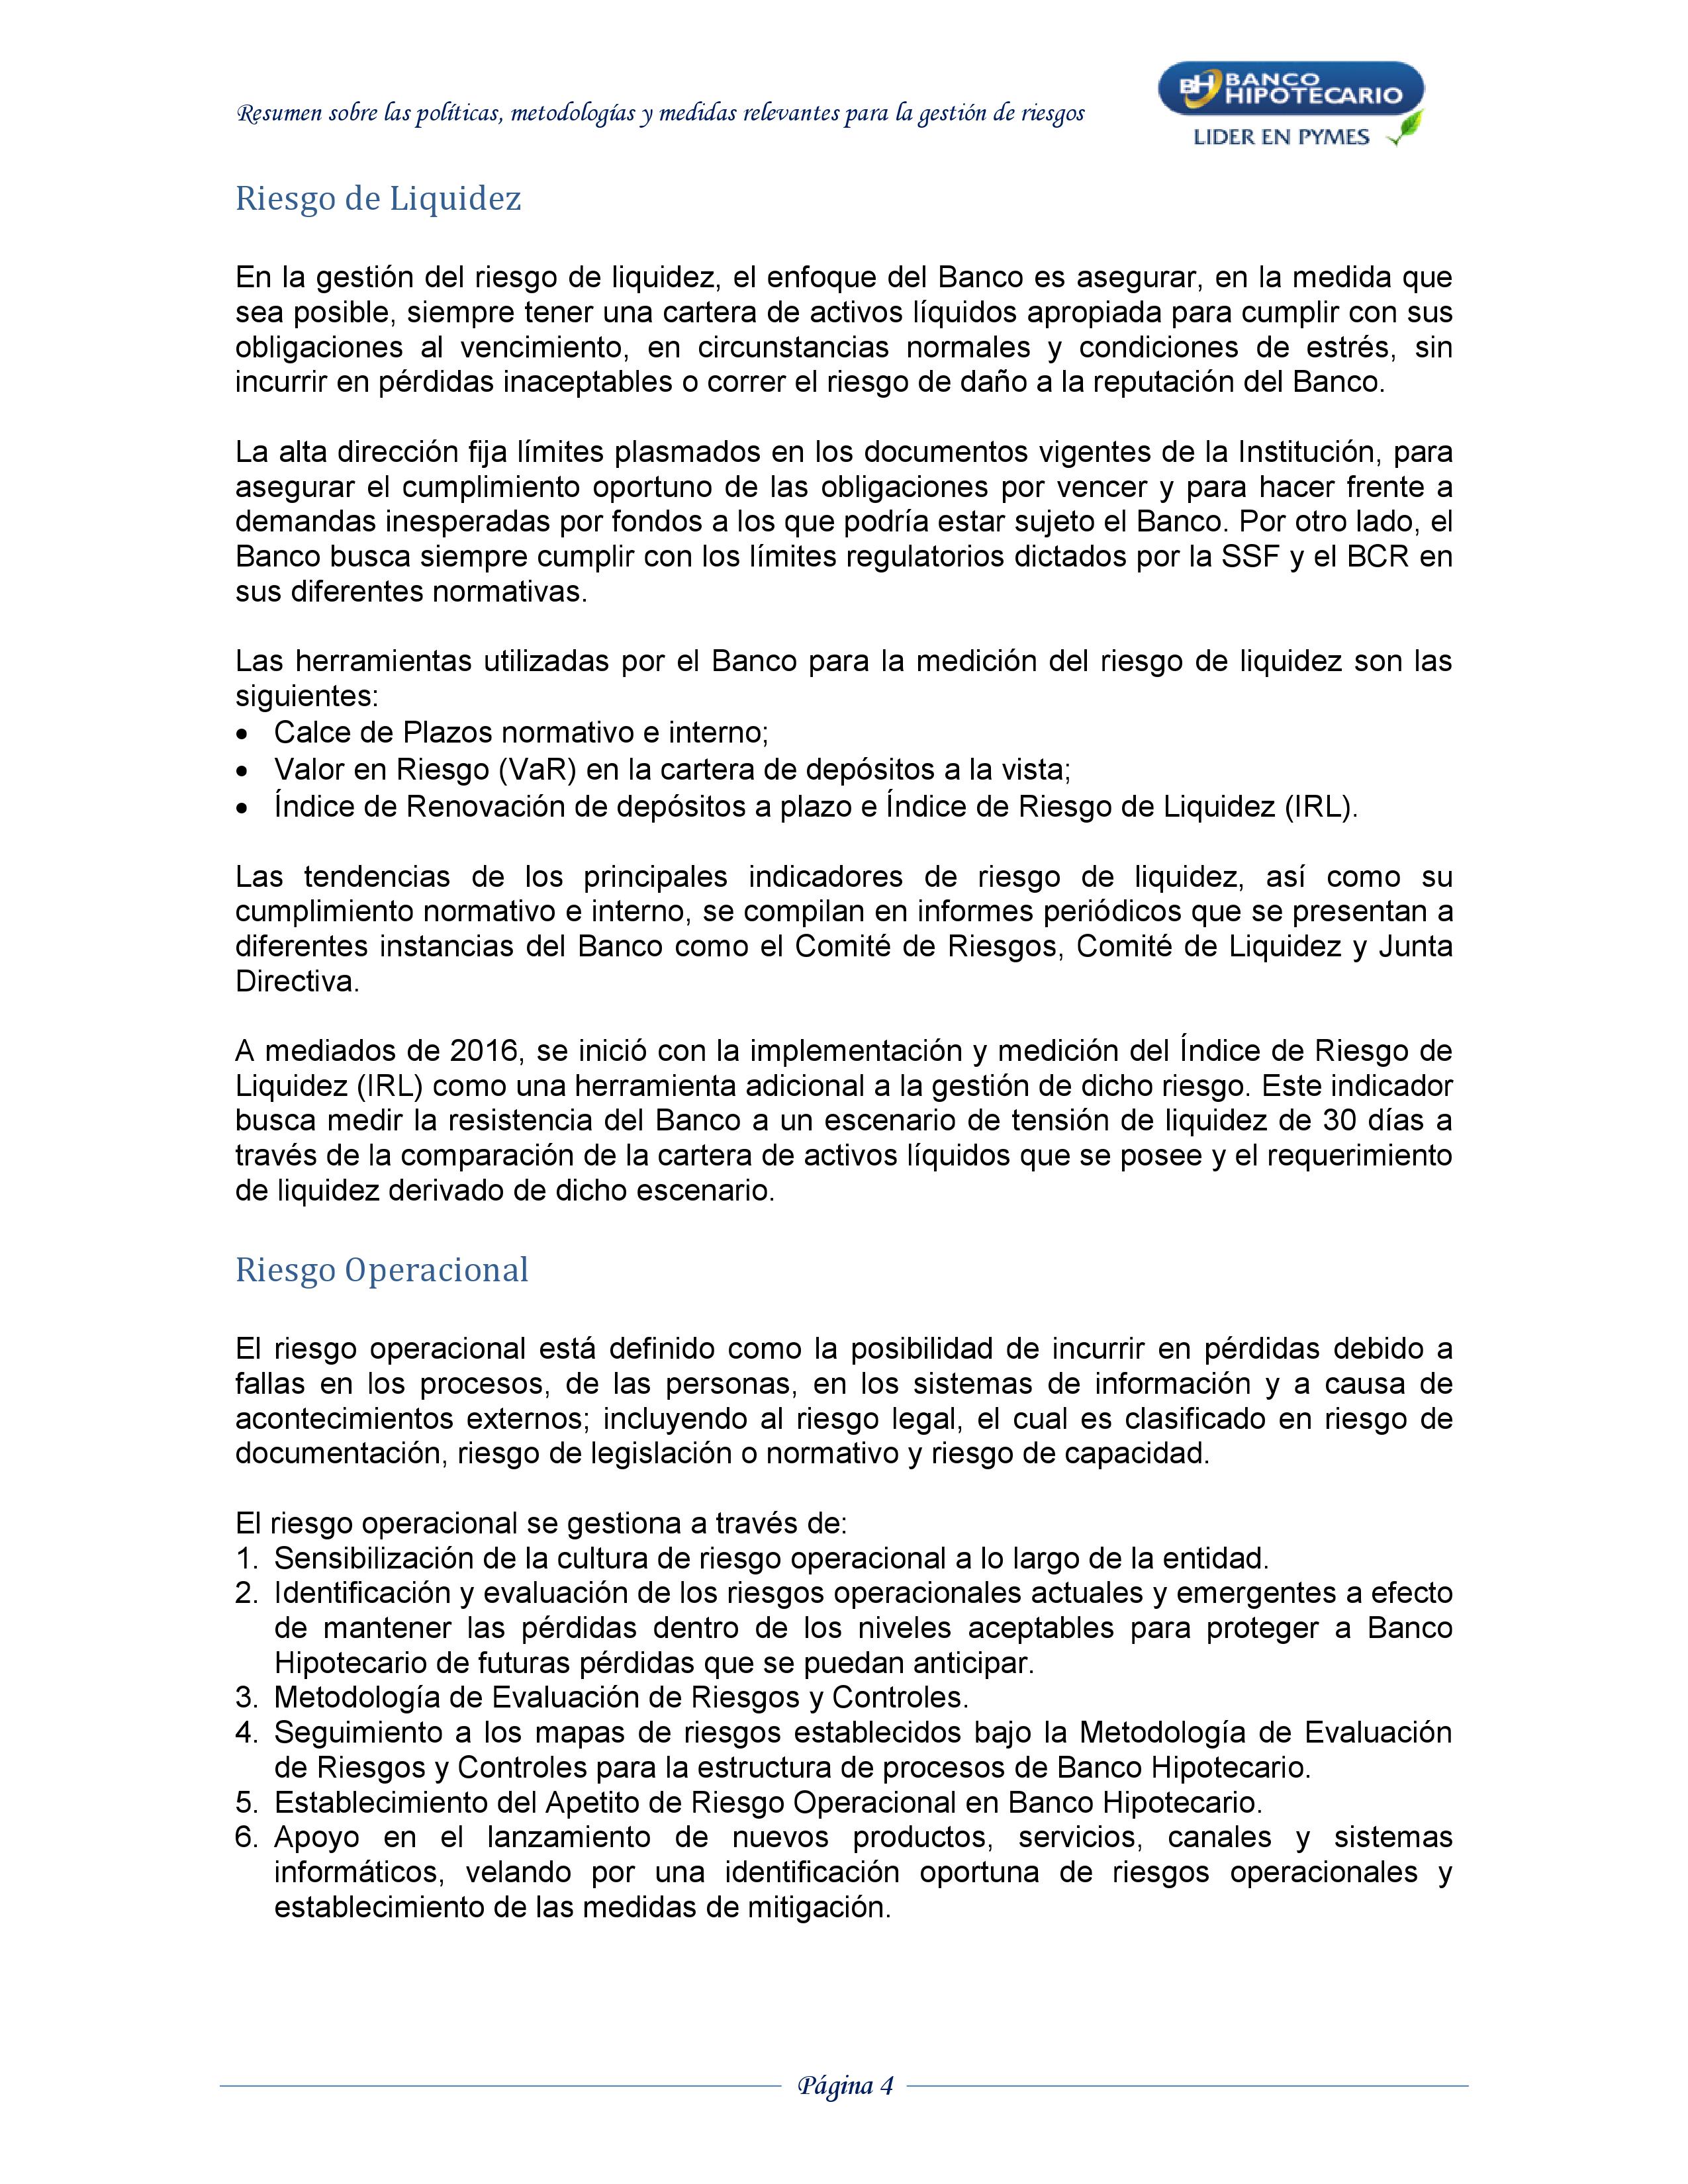 Resumen sobre las políticas, metodologías y medidas relevantes para la gestión de riesgos
BH BANCO
HIPOTECARIO
LIDER EN PYMES
Riesgo de Liquidez
En la gestión del riesgo de liquidez, el enfoque del Banco es asegurar, en la medida que
sea posible, siempre tener una cartera de activos líquidos apropiada para cumplir con sus
obligaciones al vencimiento, en circunstancias normales y condiciones de estrés, sin
incurrir en pérdidas inaceptables o correr el riesgo de daño a la reputación del Banco.
La alta dirección fija límites plasmados en los documentos vigentes de la Institución, para
asegurar el cumplimiento oportuno de las obligaciones por vencer y para hacer frente a
demandas inesperadas por fondos a los que podría estar sujeto el Banco. Por otro lado, el
Banco busca siempre cumplir con los límites regulatorios dictados por la SSF y el BCR en
sus diferentes normativas.
Las herramientas utilizadas por el Banco para la medición del riesgo de liquidez son las
siguientes:
• Calce de Plazos normativo e interno;
• Valor en Riesgo (VaR) en la cartera de depósitos a la vista;
• Índice de Renovación de depósitos a plazo e Índice de Riesgo de Liquidez (IRL).
Las tendencias de los principales indicadores de riesgo de liquidez, así como su
cumplimiento normativo e interno, se compilan en informes periódicos que se presentan a
diferentes instancias del Banco como el Comité de Riesgos, Comité de Liquidez y Junta
Directiva.
A mediados de 2016, se inició con la implementación y medición del Índice de Riesgo de
Liquidez (IRL) como una herramienta adicional a la gestión de dicho riesgo. Este indicador
busca medir la resistencia del Banco a un escenario de tensión de liquidez de 30 días a
través de la comparación de la cartera de activos líquidos que se posee y el requerimiento
de liquidez derivado de dicho escenario.
Riesgo Operacional
El riesgo operacional está definido como la posibilidad de incurrir en pérdidas debido a
fallas en los procesos, de las personas, en los sistemas de información y a causa de
acontecimientos externos; incluyendo al riesgo legal, el cual es clasificado en riesgo de
documentación, riesgo de legislación o normativo y riesgo de capacidad.
El riesgo operacional se gestiona a través de:
1. Sensibilización de la cultura de riesgo operacional a lo largo de la entidad.
2. Identificación y evaluación de los riesgos operacionales actuales y emergentes a efecto
de mantener las pérdidas dentro de los niveles aceptables para proteger a Banco
Hipotecario de futuras pérdidas que se puedan anticipar.
3. Metodología de Evaluación de Riesgos y Controles.
4. Seguimiento a los mapas de riesgos establecidos bajo la Metodología de Evaluación
de Riesgos y Controles para la estructura de procesos de Banco Hipotecario.
5. Establecimiento del Apetito de Riesgo Operacional en Banco Hipotecario.
6. Apoyo en el lanzamiento de nuevos productos, servicios, canales y sistemas
informáticos, velando por una identificación oportuna de riesgos operacionales y
establecimiento de las medidas de mitigación.
Página 4